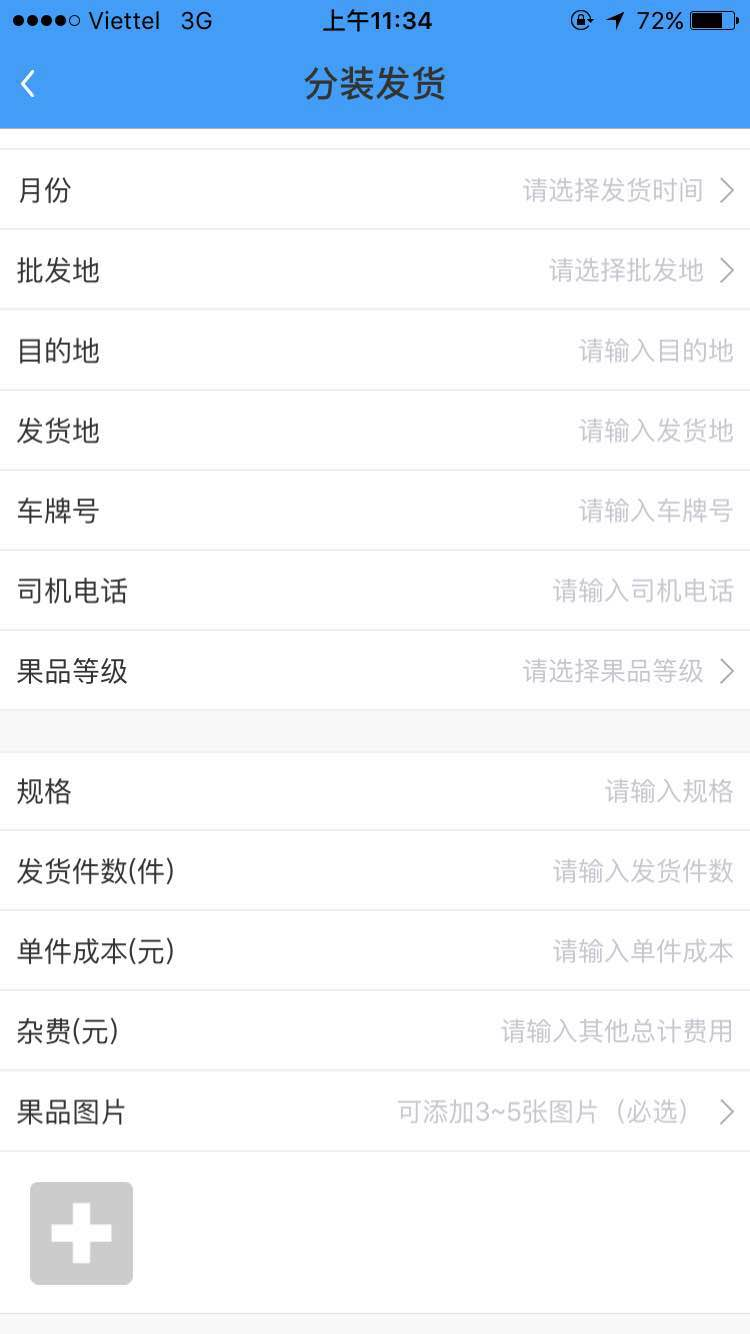 Viettel 3G 上午11:34 72%
分装发货
月份 请选择发货时间
批发地 请选择批发地
目的地 请输入目的地
发货地 请输入发货地
车牌号 请输入车牌号
司机电话 请输入司机电话
果品等级 请选择果品等级
规格 请输入规格
发货件数(件) 请输入发货件数
单件成本(元) 请输入单件成本
杂费(元) 请输入其他总计费用
果品图片 可添加3~5张图片（必选）